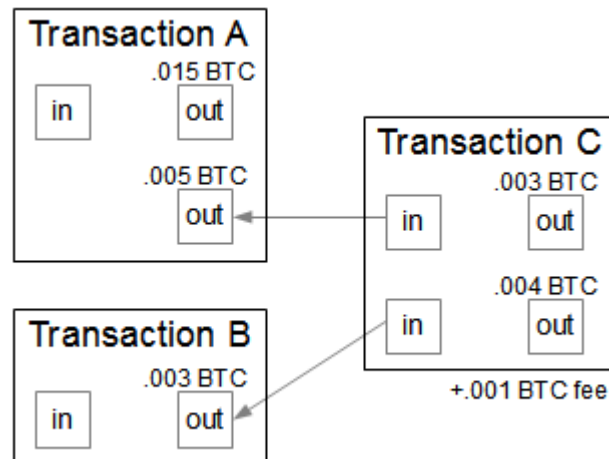 Transaction A
.015 BTC
in
out
.005 BTC
out
Transaction B
.003 BTC
in
out
Transaction C
.003 BTC
in
out
.004 BTC
in
out
+.001 BTC fee